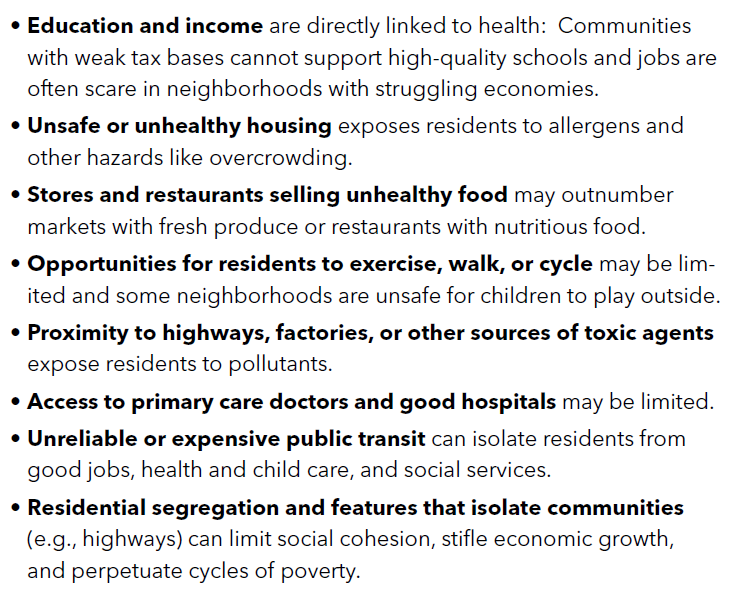 • Education and income are directly linked to health:  Communities
with weak tax bases cannot support high-quality schools and jobs are
often scare in neighborhoods with struggling economies.
• Unsafe or unhealthy housing exposes residents to allergens and
other hazards like overcrowding.
• Stores and restaurants selling unhealthy food may outnumber
markets with fresh produce or restaurants with nutritious food.
• Opportunities for residents to exercise, walk, or cycle may be lim-
ited and some neighborhoods are unsafe for children to play outside.
• Proximity to highways, factories, or other sources of toxic agents
expose residents to pollutants.
• Access to primary care doctors and good hospitals may be limited.
• Unreliable or expensive public transit can isolate residents from
good jobs, health and child care, and social services.
• Residential segregation and features that isolate communities
(e.g., highways) can limit social cohesion, stifle economic growth,
and perpetuate cycles of poverty.